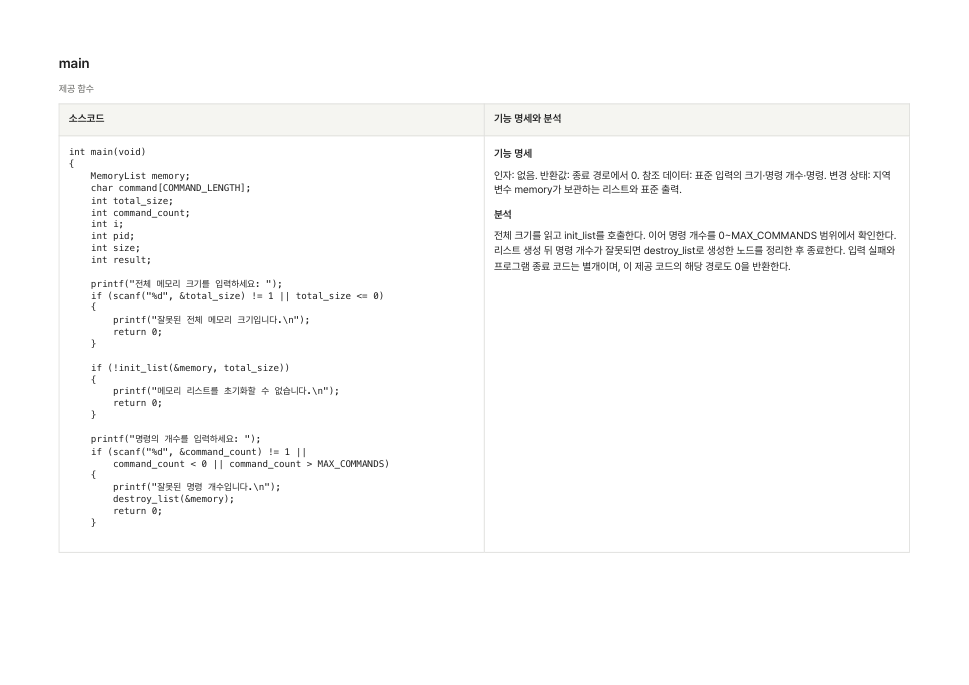 main
제공 함수
소스코드
기능 명세와 분석
int main(void)
{
    MemoryList memory;
    char command[COMMAND_LENGTH];
    int total_size;
    int command_count;
    int i;
    int pid;
    int size;
    int result;

    printf("전체 메모리 크기를 입력하세요: ");
    if (scanf("%d", &total_size) != 1 || total_size <= 0)
    {
        printf("잘못된 전체 메모리 크기입니다.\n");
        return 0;
    }

    if (!init_list(&memory, total_size))
    {
        printf("메모리 리스트를 초기화할 수 없습니다.\n");
        return 0;
    }

    printf("명령의 개수를 입력하세요: ");
    if (scanf("%d", &command_count) != 1 ||
        command_count < 0 || command_count > MAX_COMMANDS)
    {
        printf("잘못된 명령 개수입니다.\n");
        destroy_list(&memory);
        return 0;
    }
기능 명세
인자: 없음. 반환값: 종료 경로에서 0. 참조 데이터: 표준 입력의 크기·명령 개수·명령. 변경 상태: 지역
변수 memory가 보관하는 리스트와 표준 출력.
분석
전체 크기를 읽고 init_list를 호출한다. 이어 명령 개수를 0~MAX_COMMANDS 범위에서 확인한다.
리스트 생성 뒤 명령 개수가 잘못되면 destroy_list로 생성한 노드를 정리한 후 종료한다. 입력 실패와
프로그램 종료 코드는 별개이며, 이 제공 코드의 해당 경로도 0을 반환한다.